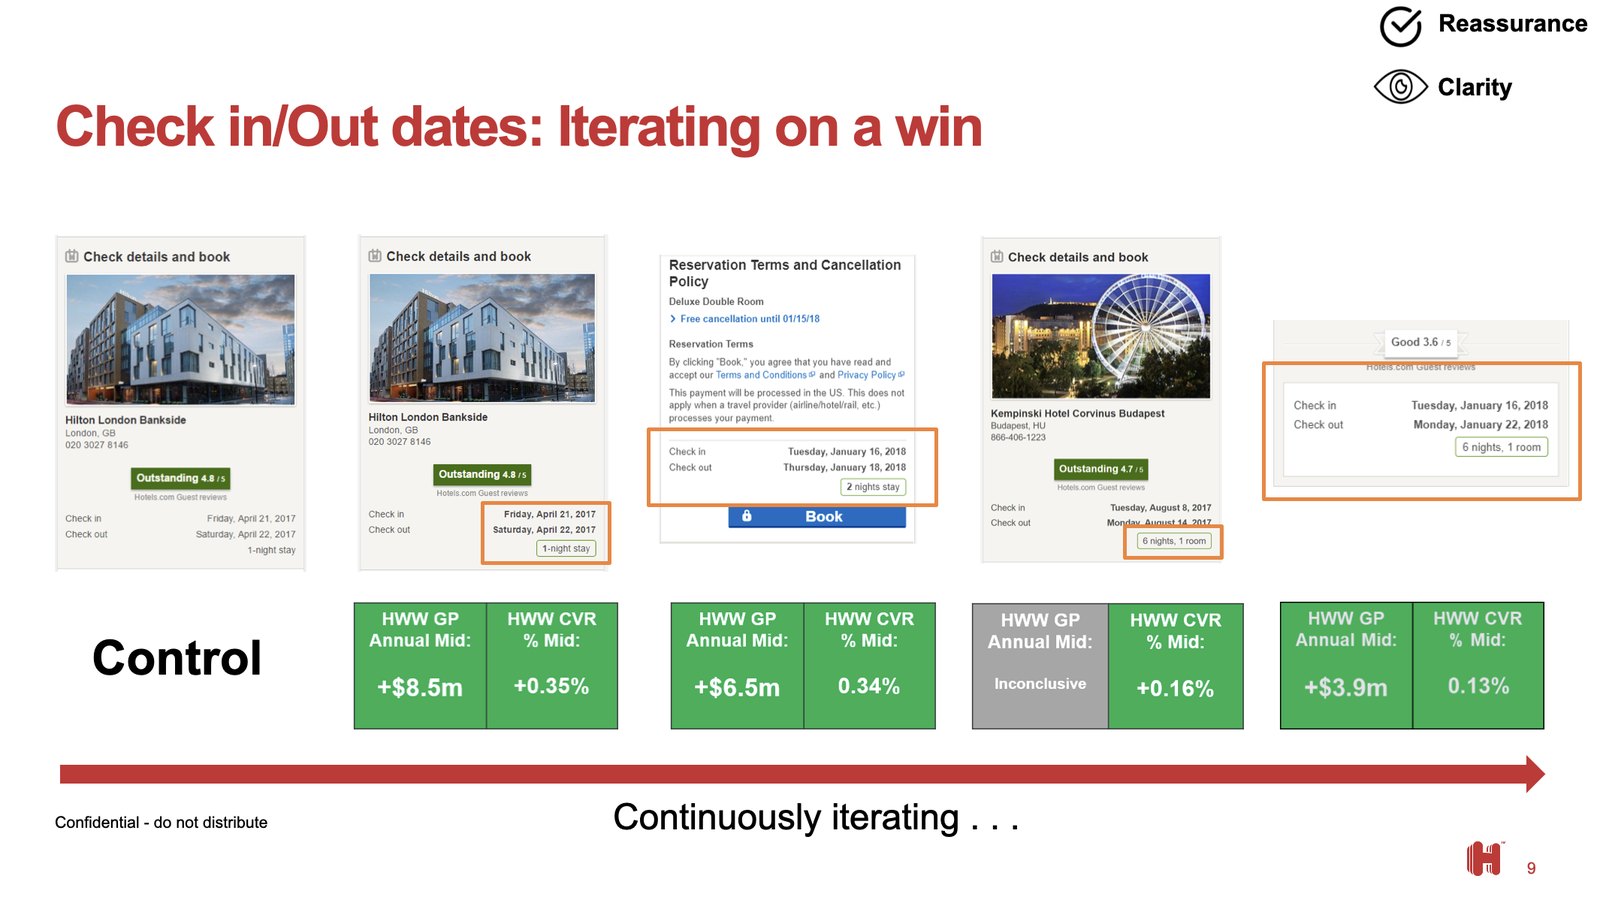 Reassurance
Clarity
Check in/Out dates: Iterating on a win
Check details and book
Hilton London Bankside
London, GB
020 3027 8146
Outstanding 4.8 / 5
Hotels.com Guest reviews
Check in Friday, April 21, 2017
Check out Saturday, April 22, 2017
1-night stay
Check details and book
Hilton London Bankside
London, GB
020 3027 8146
Outstanding 4.8 / 5
Hotels.com Guest reviews
Check in Friday, April 21, 2017
Check out Saturday, April 22, 2017
1-night stay
Reservation Terms and Cancellation
Policy
Deluxe Double Room
Free cancellation until 01/15/18
Reservation Terms
By clicking "Book," you agree that you have read and
accept our Terms and Conditions and Privacy Policy
This payment will be processed in the US. This does not
apply when a travel provider (airline/hotel/rail, etc.)
processes your payment.
Check in Tuesday, January 16, 2018
Check out Thursday, January 18, 2018
2 nights stay
Book
Check details and book
Kempinski Hotel Corvinus Budapest
Budapest, HU
866-406-1223
Outstanding 4.7 / 5
Hotels.com Guest reviews
Check in Tuesday, August 8, 2017
Check out Monday, August 14, 2017
6 nights, 1 room
Good 3.6 / 5
Hotels.com Guest reviews
Check in Tuesday, January 16, 2018
Check out Monday, January 22, 2018
6 nights, 1 room
Control
HWW GP
Annual Mid:
+$8.5m
HWW CVR
% Mid:
+0.35%
HWW GP
Annual Mid:
+$6.5m
HWW CVR
% Mid:
0.34%
HWW GP
Annual Mid:
Inconclusive
HWW CVR
% Mid:
+0.16%
HWW GP
Annual Mid:
+$3.9m
HWW CVR
% Mid:
0.13%
Continuously iterating . . .
Confidential - do not distribute
9